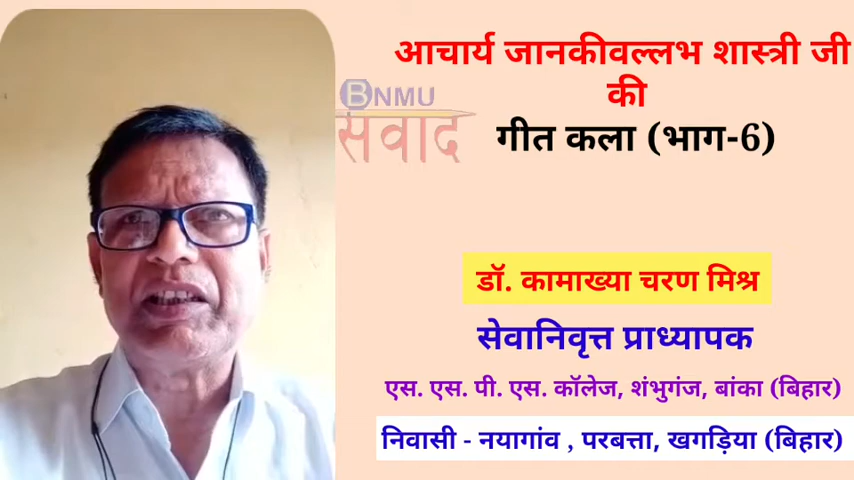 आचार्य जानकीवल्लभ शास्त्री जी
की
BNMU
संवाद
गीत कला (भाग-6)
डॉ. कामाख्या चरण मिश्र
सेवानिवृत्त प्राध्यापक
एस. एस. पी. एस. कॉलेज, शंभुगंज, बांका (बिहार)
निवासी - नयागांव , परबत्ता, खगड़िया (बिहार)